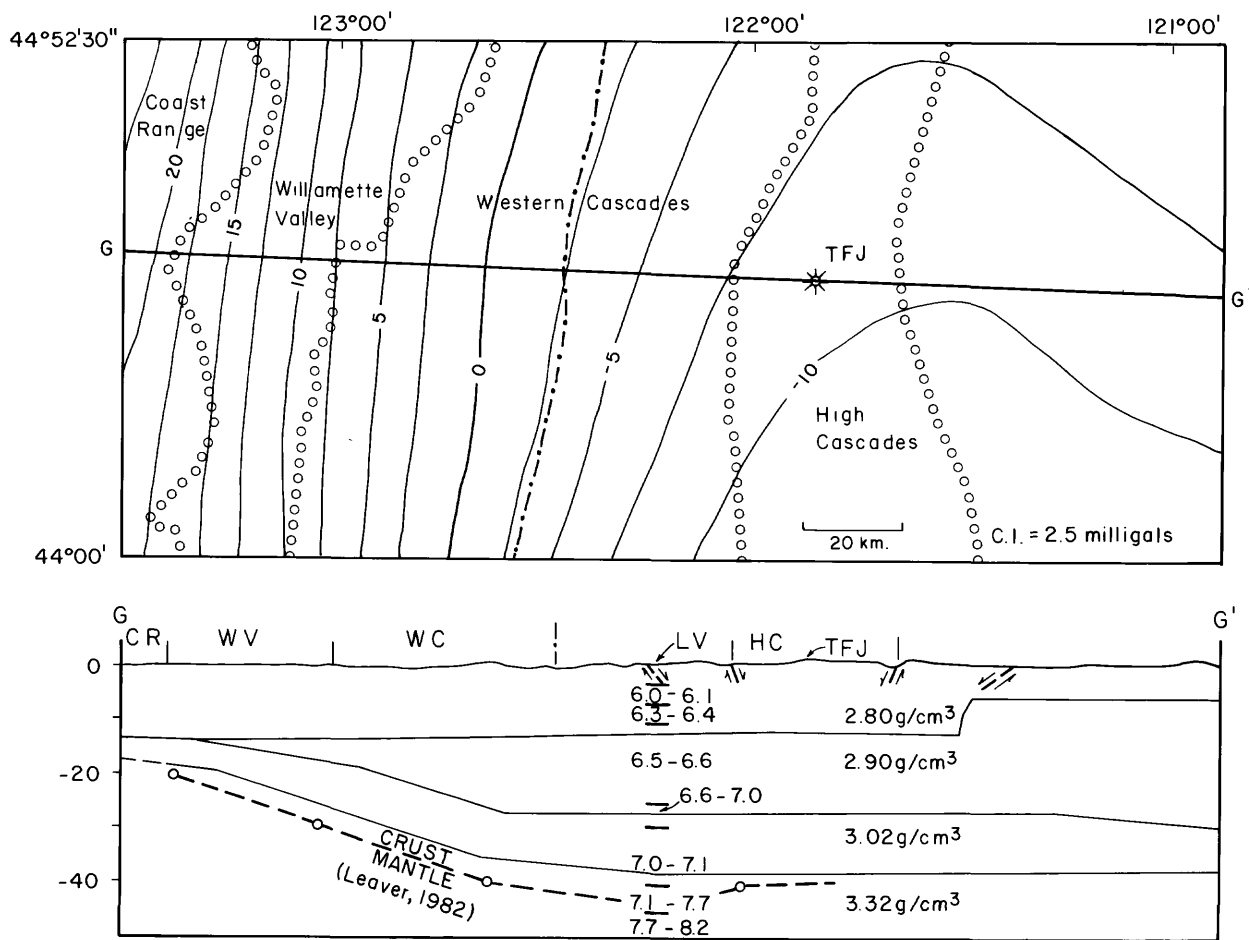 123°00' 122°00' 121°00'
44°52'30"
Coast
Range
20
15
Willamette
Valley
10
5
Western Cascades
0
-5
TFJ
G
G'
-10
High
Cascades
20 km.
C.I. = 2.5 milligals
44°00'
G G'
CR WV WC LV HC TFJ
0
6.0 - 6.1
6.3 - 6.4 2.80g/cm³
-20
6.5 - 6.6 2.90g/cm³
6.6 - 7.0
3.02g/cm³
CRUST
MANTLE
(Leaver, 1982)
7.0 - 7.1
-40
7.1 - 7.7 3.32g/cm³
7.7 - 8.2